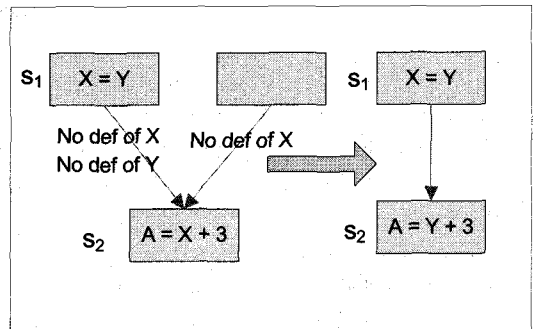 S1 X = Y
No def of X
No def of Y
No def of X
S2 A = X + 3
S1 X = Y
S2 A = Y + 3